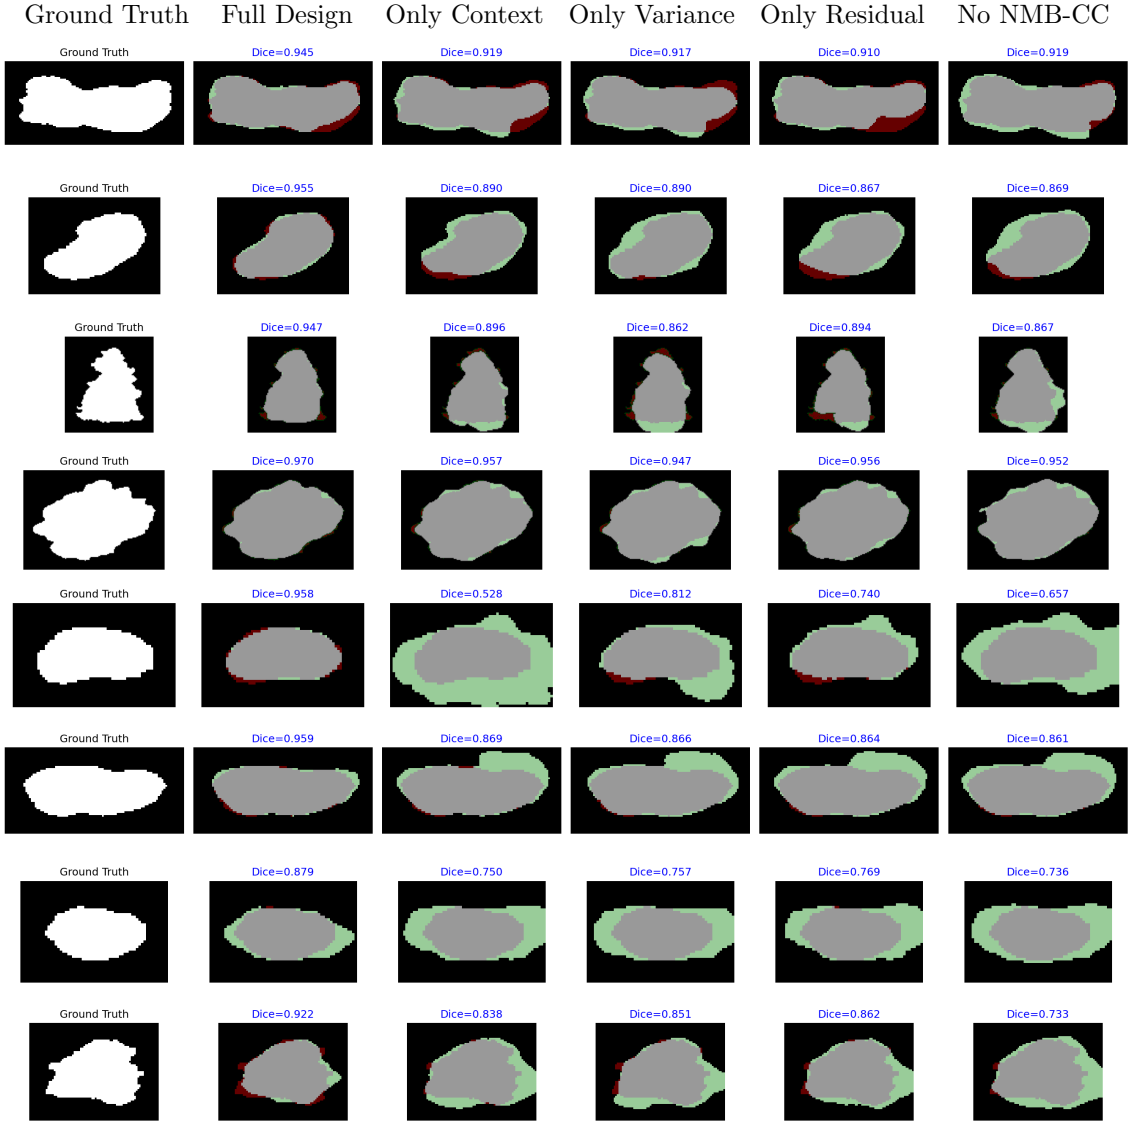 Ground Truth Full Design Only Context Only Variance Only Residual No NMB-CC
Ground Truth Dice=0.945 Dice=0.919 Dice=0.917 Dice=0.910 Dice=0.919
Ground Truth Dice=0.955 Dice=0.890 Dice=0.890 Dice=0.867 Dice=0.869
Ground Truth Dice=0.947 Dice=0.896 Dice=0.862 Dice=0.894 Dice=0.867
Ground Truth Dice=0.970 Dice=0.957 Dice=0.947 Dice=0.956 Dice=0.952
Ground Truth Dice=0.958 Dice=0.528 Dice=0.812 Dice=0.740 Dice=0.657
Ground Truth Dice=0.959 Dice=0.869 Dice=0.866 Dice=0.864 Dice=0.861
Ground Truth Dice=0.879 Dice=0.750 Dice=0.757 Dice=0.769 Dice=0.736
Ground Truth Dice=0.922 Dice=0.838 Dice=0.851 Dice=0.862 Dice=0.733